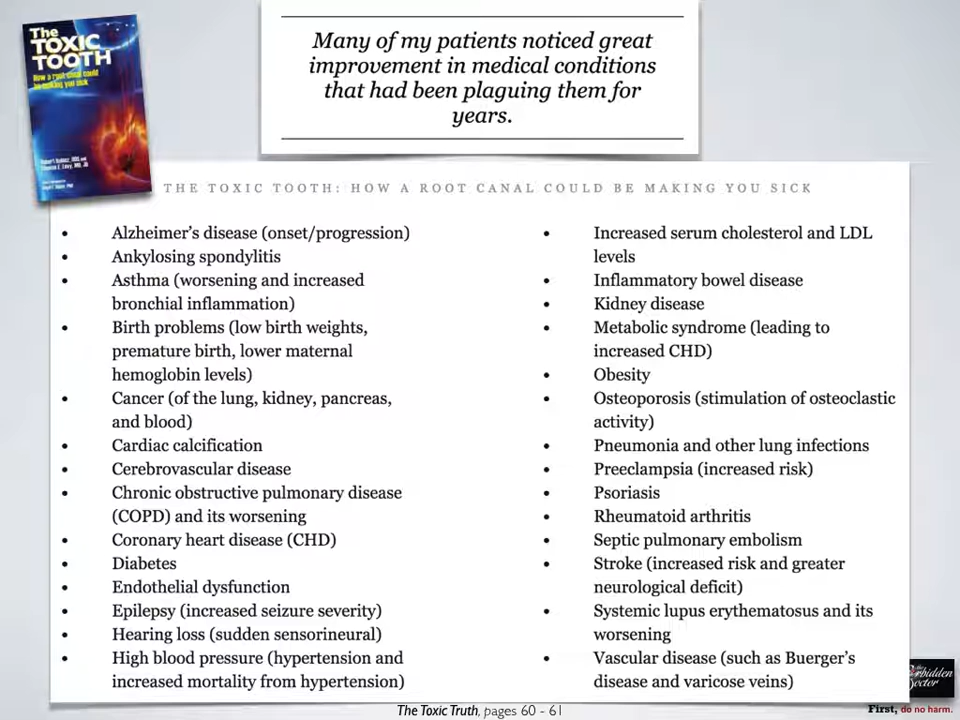 The
TOXIC
TOOTH
How a root canal could
be making you sick
Many of my patients noticed great
improvement in medical conditions
that had been plaguing them for
years.
THE TOXIC TOOTH: HOW A ROOT CANAL COULD BE MAKING YOU SICK
• Alzheimer's disease (onset/progression)
• Ankylosing spondylitis
• Asthma (worsening and increased
bronchial inflammation)
• Birth problems (low birth weights,
premature birth, lower maternal
hemoglobin levels)
• Cancer (of the lung, kidney, pancreas,
and blood)
• Cardiac calcification
• Cerebrovascular disease
• Chronic obstructive pulmonary disease
(COPD) and its worsening
• Coronary heart disease (CHD)
• Diabetes
• Endothelial dysfunction
• Epilepsy (increased seizure severity)
• Hearing loss (sudden sensorineural)
• High blood pressure (hypertension and
increased mortality from hypertension)
• Increased serum cholesterol and LDL
levels
• Inflammatory bowel disease
• Kidney disease
• Metabolic syndrome (leading to
increased CHD)
• Obesity
• Osteoporosis (stimulation of osteoclastic
activity)
• Pneumonia and other lung infections
• Preeclampsia (increased risk)
• Psoriasis
• Rheumatoid arthritis
• Septic pulmonary embolism
• Stroke (increased risk and greater
neurological deficit)
• Systemic lupus erythematosus and its
worsening
• Vascular disease (such as Buerger's
disease and varicose veins)
The Toxic Truth, pages 60 - 61
First, do no harm.